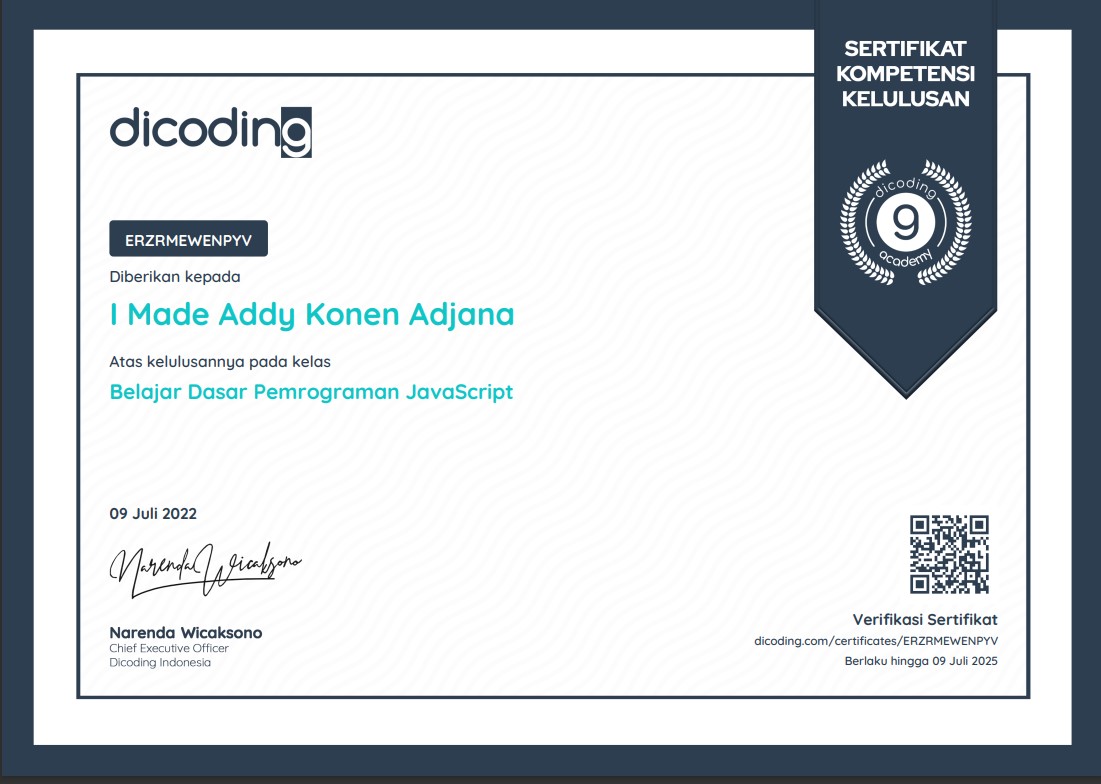 SERTIFIKAT
KOMPETENSI
KELULUSAN
dicoding
dicoding
9
academy
ERZRMEWENPYV
Diberikan kepada
I Made Addy Konen Adjana
Atas kelulusannya pada kelas
Belajar Dasar Pemrograman JavaScript
09 Juli 2022
Narenda Wicaksono
Narenda Wicaksono
Chief Executive Officer
Dicoding Indonesia
Verifikasi Sertifikat
dicoding.com/certificates/ERZRMEWENPYV
Berlaku hingga 09 Juli 2025